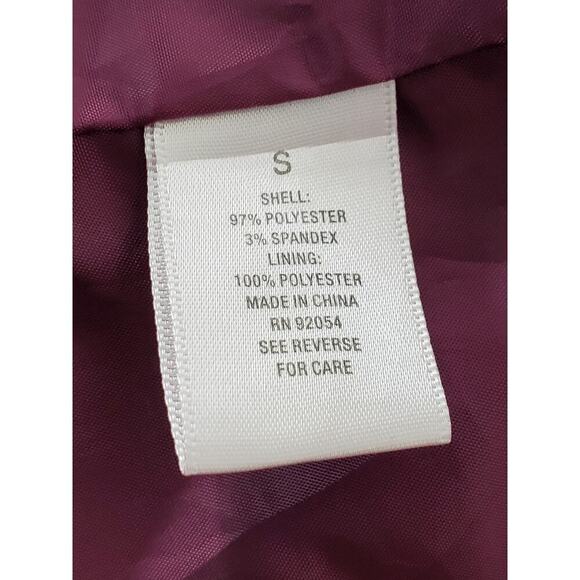 S
SHELL:
97% POLYESTER
3% SPANDEX
LINING:
100% POLYESTER
MADE IN CHINA
RN 92054
SEE REVERSE
FOR CARE